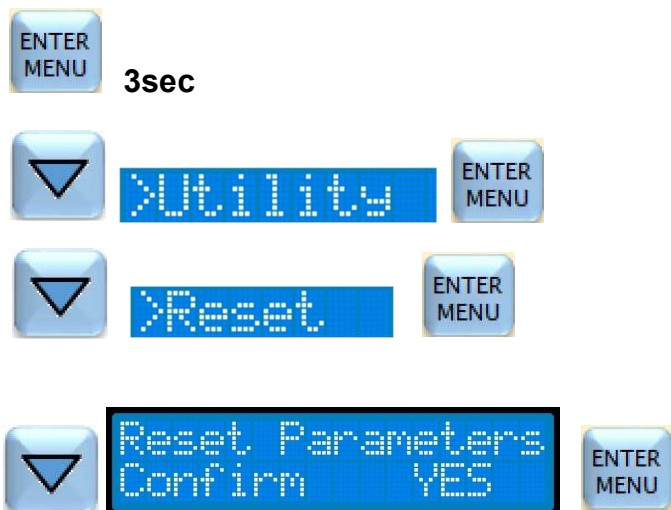 ENTER
MENU
3sec
>Utility
ENTER
MENU
>Reset
ENTER
MENU
Reset Parameters
Confirm YES
ENTER
MENU